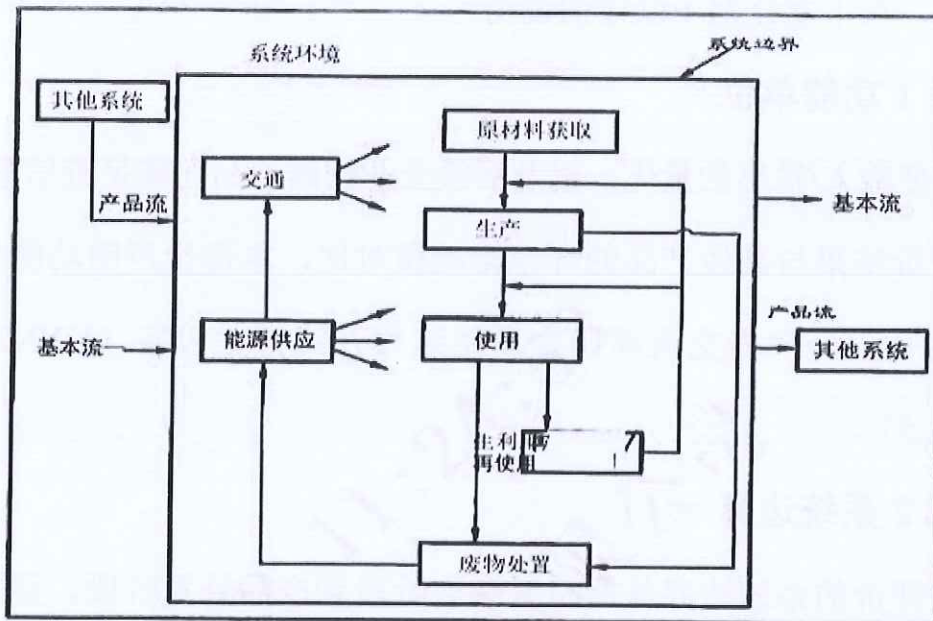 系统环境
系统边界
其他系统
原材料获取
交通
产品流
基本流
生产
产品流
能源供应
使用
基本流
其他系统
再使用
废物处置